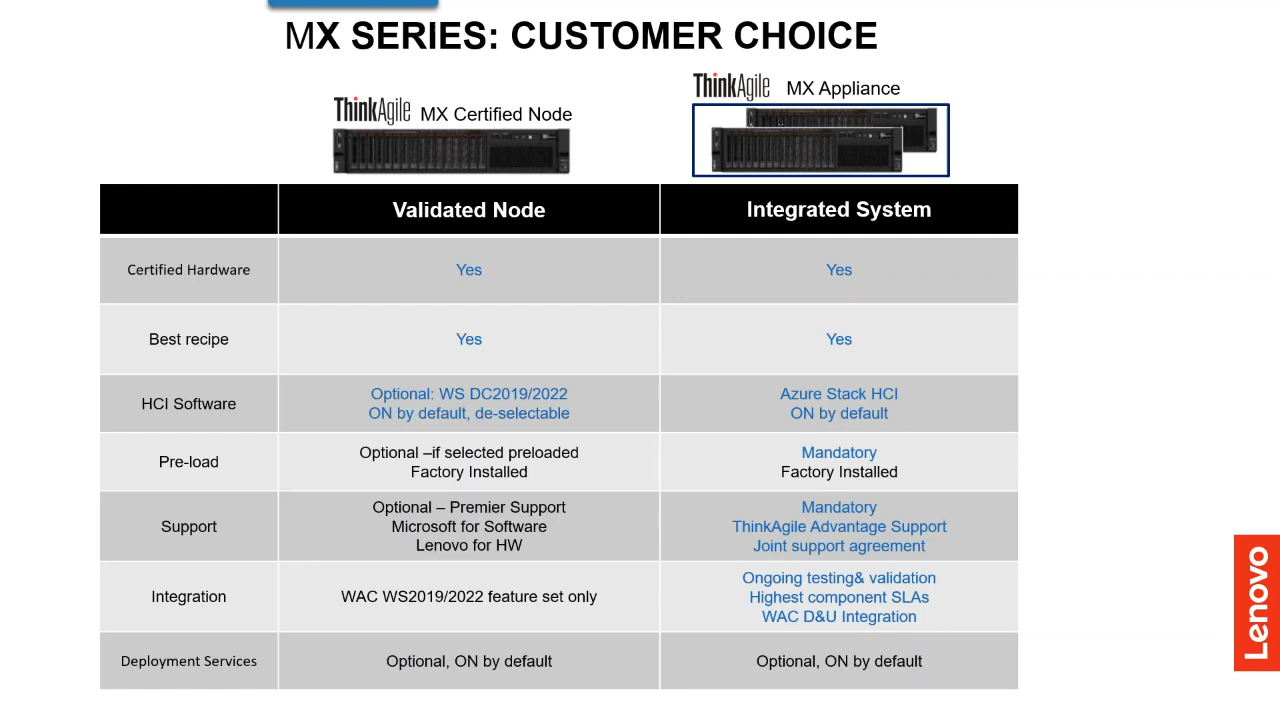 MX SERIES: CUSTOMER CHOICE
ThinkAgile MX Certified Node
ThinkAgile MX Appliance
Validated Node
Integrated System
Certified Hardware
Yes
Yes
Best recipe
Yes
Yes
HCI Software
Optional: WS DC2019/2022
ON by default, de-selectable
Azure Stack HCI
ON by default
Pre-load
Optional –if selected preloaded
Factory Installed
Mandatory
Factory Installed
Support
Optional – Premier Support
Microsoft for Software
Lenovo for HW
Mandatory
ThinkAgile Advantage Support
Joint support agreement
Integration
WAC WS2019/2022 feature set only
Ongoing testing& validation
Highest component SLAs
WAC D&U Integration
Deployment Services
Optional, ON by default
Optional, ON by default
Lenovo